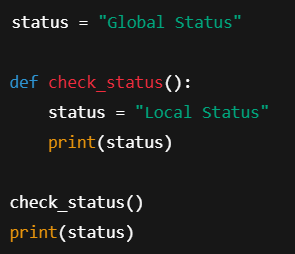 status = "Global Status"

def check_status():
    status = "Local Status"
    print(status)

check_status()
print(status)